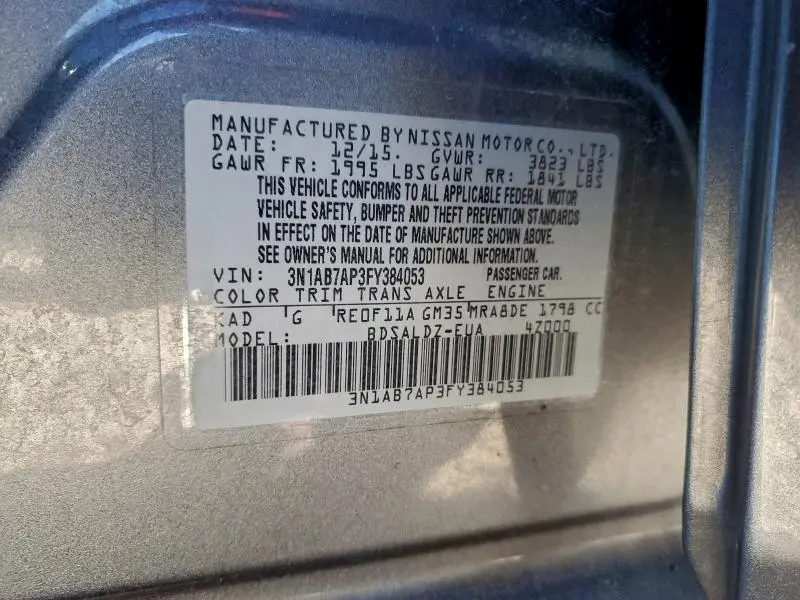 MANUFACTURED BY NISSAN MOTOR CO., LTD.
DATE: 12/15. GVWR: 3823 LBS
GAWR FR: 1995 LBS GAWR RR: 1841 LBS
THIS VEHICLE CONFORMS TO ALL APPLICABLE FEDERAL MOTOR
VEHICLE SAFETY, BUMPER AND THEFT PREVENTION STANDARDS
IN EFFECT ON THE DATE OF MANUFACTURE SHOWN ABOVE.
SEE OWNER'S MANUAL FOR ADDITIONAL INFORMATION.
VIN: 3N1AB7AP3FY384053 PASSENGER CAR.
COLOR TRIM TRANS AXLE ENGINE
KAD G RE0F11A GM35 MRA8DE 1798 CC
MODEL: BDSALDZ-EUA 4Z000
3N1AB7AP3FY384053